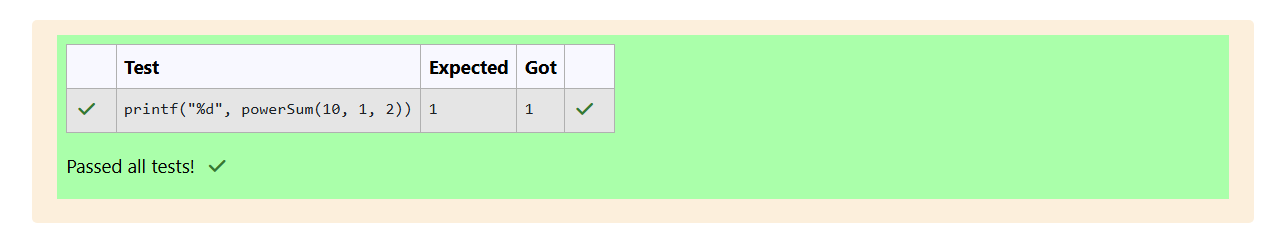 Test Expected Got
printf("%d", powerSum(10, 1, 2)) 1 1
Passed all tests!